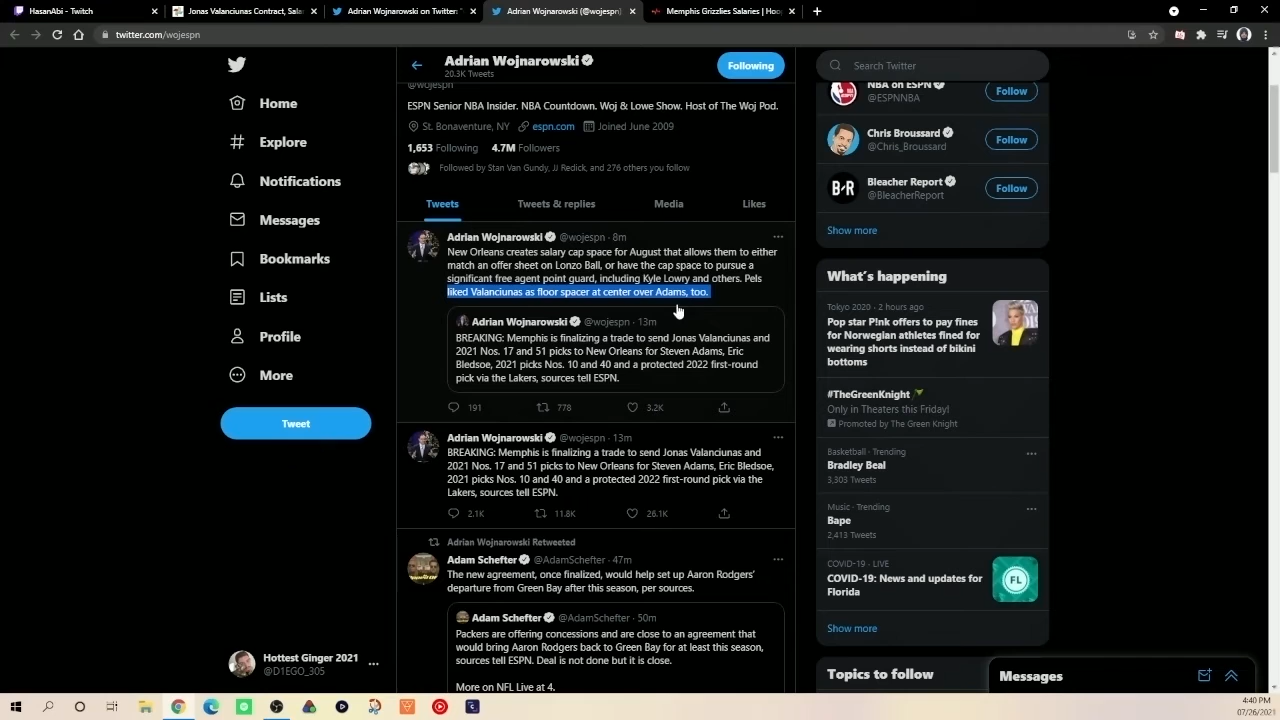 HasanAbi - Twitch
Jonas Valanciunas Contract, Sala
Adrian Wojnarowski on Twitter: "
Adrian Wojnarowski (@wojespn)
Memphis Grizzlies Salaries | Hoo
twitter.com/wojespn
Home
Explore
Notifications
Messages
Bookmarks
Lists
Profile
More
Tweet
Hottest Ginger 2021
@D1EGO_305
Adrian Wojnarowski
20.3K Tweets
Following
@wojespn
ESPN Senior NBA Insider. NBA Countdown. Woj & Lowe Show. Host of The Woj Pod.
St. Bonaventure, NY espn.com Joined June 2009
1,653 Following 4.7M Followers
Followed by Stan Van Gundy, JJ Redick, and 276 others you follow
Tweets Tweets & replies Media Likes
Adrian Wojnarowski @wojespn · 8m
New Orleans creates salary cap space for August that allows them to either
match an offer sheet on Lonzo Ball, or have the cap space to pursue a
significant free agent point guard, including Kyle Lowry and others. Pels
liked Valanciunas as floor spacer at center over Adams, too.
Adrian Wojnarowski @wojespn · 13m
BREAKING: Memphis is finalizing a trade to send Jonas Valanciunas and
2021 Nos. 17 and 51 picks to New Orleans for Steven Adams, Eric
Bledsoe, 2021 picks Nos. 10 and 40 and a protected 2022 first-round
pick via the Lakers, sources tell ESPN.
191 778 3.2K
Adrian Wojnarowski @wojespn · 13m
BREAKING: Memphis is finalizing a trade to send Jonas Valanciunas and
2021 Nos. 17 and 51 picks to New Orleans for Steven Adams, Eric Bledsoe,
2021 picks Nos. 10 and 40 and a protected 2022 first-round pick via the
Lakers, sources tell ESPN.
2.1K 11.8K 26.1K
Adrian Wojnarowski Retweeted
Adam Schefter @AdamSchefter · 47m
The new agreement, once finalized, would help set up Aaron Rodgers'
departure from Green Bay after this season, per sources.
Adam Schefter @AdamSchefter · 50m
Packers are offering concessions and are close to an agreement that
would bring Aaron Rodgers back to Green Bay for at least this season,
sources tell ESPN. Deal is not done but it is close.
More on NFL Live at 4.
Search Twitter
NBA on ESPN
@ESPNNBA
Follow
Chris Broussard
@Chris_Broussard
Follow
B·R
Bleacher Report
@BleacherReport
Follow
Show more
What's happening
Tokyo 2020 · 2 hours ago
Pop star P!nk offers to pay fines
for Norwegian athletes fined for
wearing shorts instead of bikini
bottoms
#TheGreenKnight
Only in Theaters this Friday!
Promoted by The Green Knight
Basketball · Trending
Bradley Beal
3,303 Tweets
Music · Trending
Bape
2,413 Tweets
COVID-19 · LIVE
COVID-19: News and updates for
Florida
FL
Show more
Topics to follow
Messages
4:40 PM
07/26/2021